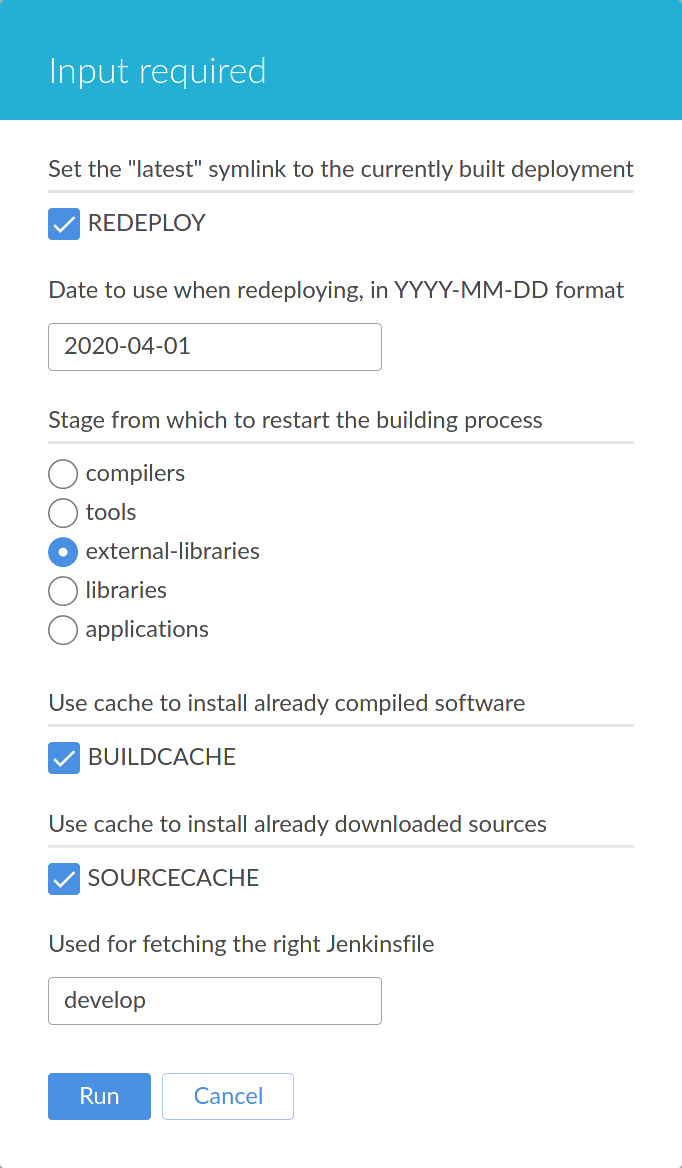 Input required
Set the "latest" symlink to the currently built deployment
REDEPLOY
Date to use when redeploying, in YYYY-MM-DD format
2020-04-01
Stage from which to restart the building process
compilers
tools
external-libraries
libraries
applications
Use cache to install already compiled software
BUILDCACHE
Use cache to install already downloaded sources
SOURCECACHE
Used for fetching the right Jenkinsfile
develop
Run Cancel